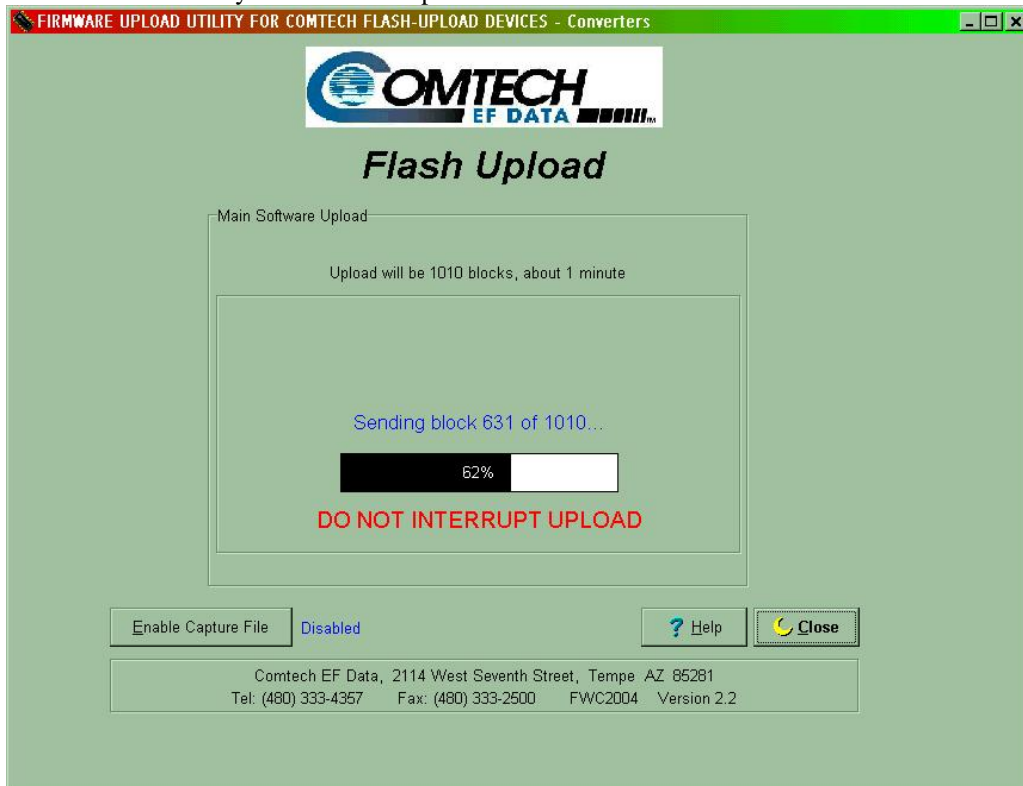 FIRMWARE UPLOAD UTILITY FOR COMTECH FLASH-UPLOAD DEVICES - Converters
COMTECH
EF DATA
Flash Upload
Main Software Upload
Upload will be 1010 blocks, about 1 minute
Sending block 631 of 1010...
62%
DO NOT INTERRUPT UPLOAD
Enable Capture File Disabled ? Help Close
Comtech EF Data, 2114 West Seventh Street, Tempe AZ 85281
Tel: (480) 333-4357 Fax: (480) 333-2500 FWC2004 Version 2.2